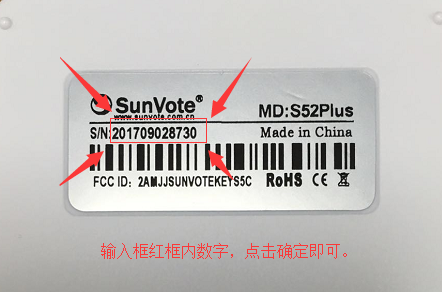 SunVote®
www.sunvote.com.cn
MD:S52Plus
S/N:201709028730
Made in China
FCC ID: 2AMJJSUNVOTEKEYS5C RoHS CE
输入框红框内数字，点击确定即可。